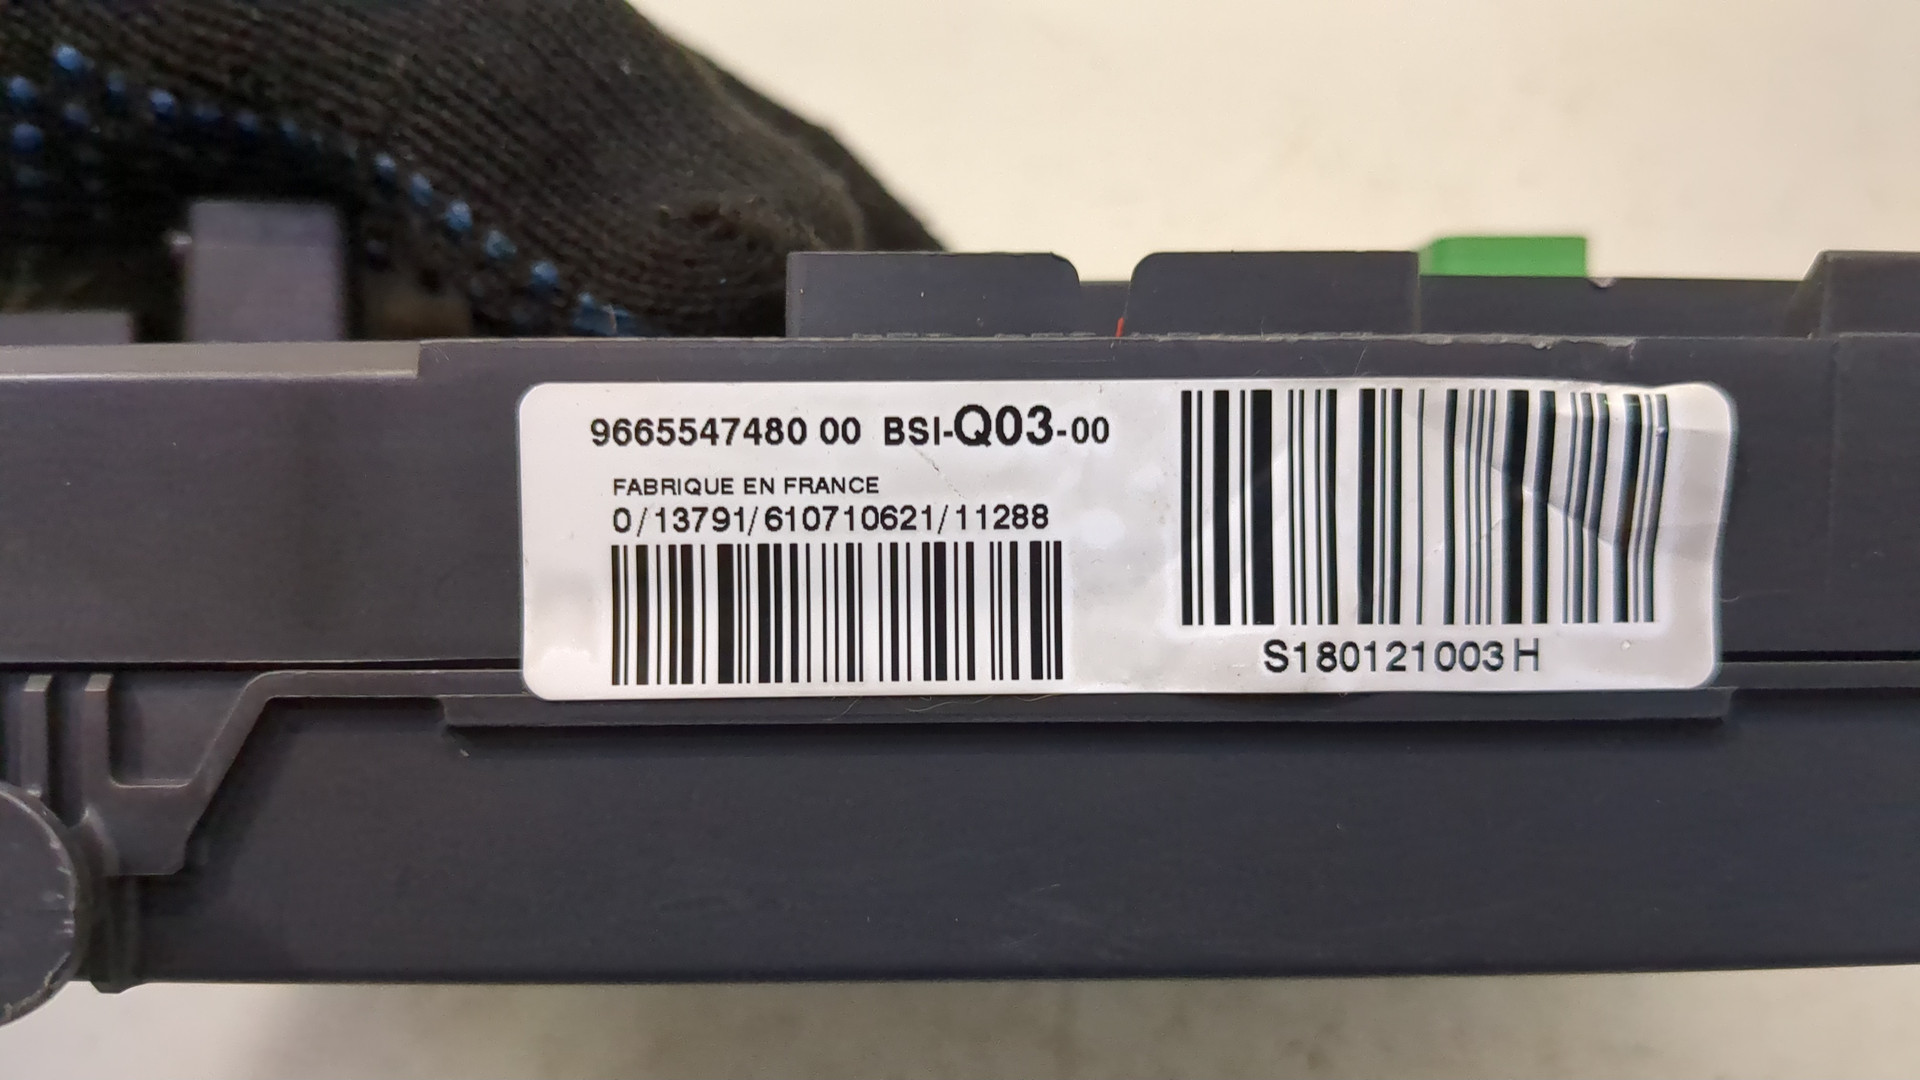 9665547480 00 BSI-Q03-00
FABRIQUE EN FRANCE
0/13791/610710621/11288
S180121003H